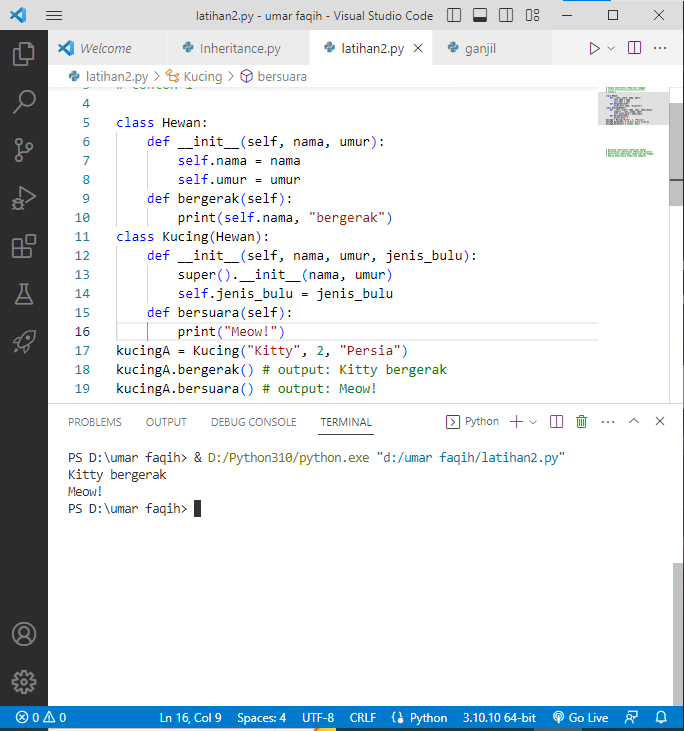 latihan2.py - umar faqih - Visual Studio Code
Welcome Inheritance.py latihan2.py ganjil
latihan2.py > Kucing > bersuara
4
5 class Hewan:
6     def __init__(self, nama, umur):
7         self.nama = nama
8         self.umur = umur
9     def bergerak(self):
10         print(self.nama, "bergerak")
11 class Kucing(Hewan):
12     def __init__(self, nama, umur, jenis_bulu):
13         super().__init__(nama, umur)
14         self.jenis_bulu = jenis_bulu
15     def bersuara(self):
16         print("Meow!")
17 kucingA = Kucing("Kitty", 2, "Persia")
18 kucingA.bergerak() # output: Kitty bergerak
19 kucingA.bersuara() # output: Meow!
PROBLEMS OUTPUT DEBUG CONSOLE TERMINAL Python
PS D:\umar faqih> & D:/Python310/python.exe "d:/umar faqih/latihan2.py"
Kitty bergerak
Meow!
PS D:\umar faqih>
0 0 Ln 16, Col 9 Spaces: 4 UTF-8 CRLF Python 3.10.10 64-bit Go Live